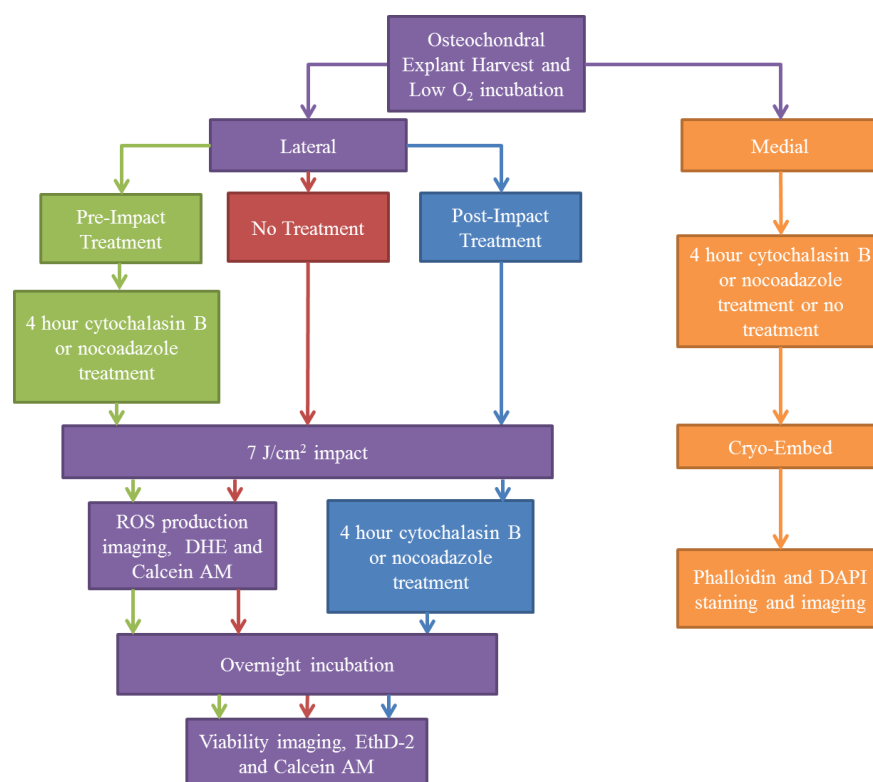 Osteochondral
Explant Harvest and
Low O₂ incubation
Lateral
Medial
Pre-Impact
Treatment
No Treatment
Post-Impact
Treatment
4 hour cytochalasin B
or nocoadazole
treatment or no
treatment
4 hour cytochalasin B
or nocoadazole
treatment
7 J/cm² impact
Cryo-Embed
ROS production
imaging, DHE and
Calcein AM
4 hour cytochalasin B
or nocoadazole
treatment
Phalloidin and DAPI
staining and imaging
Overnight incubation
Viability imaging, EthD-2
and Calcein AM